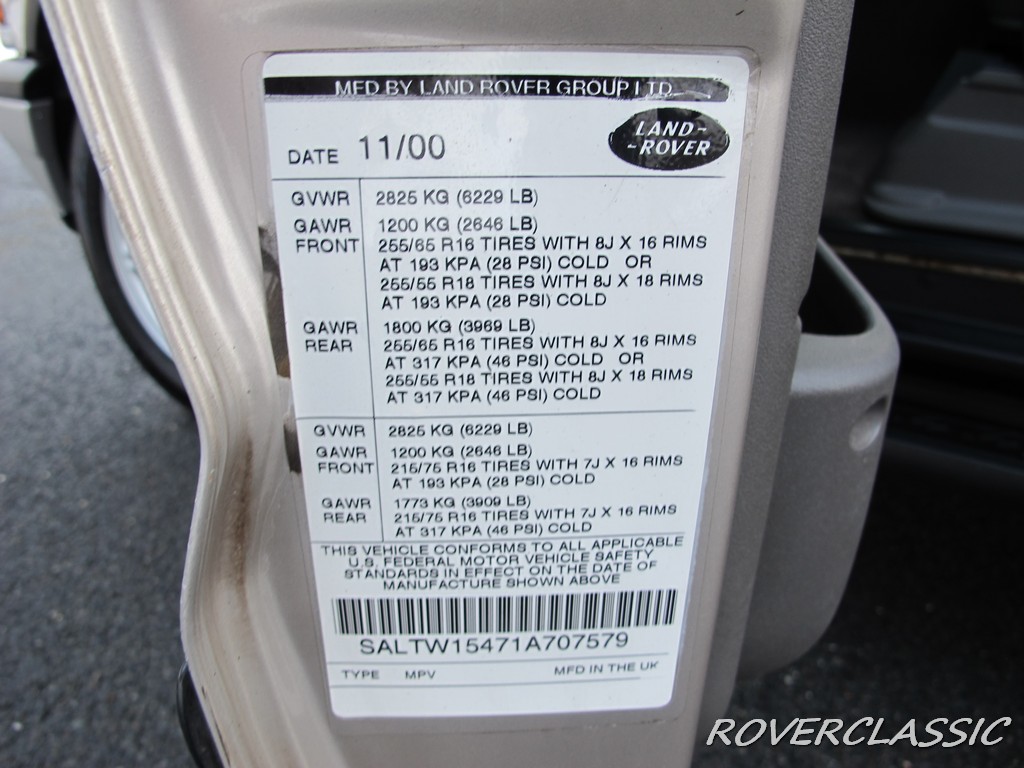 MFD BY LAND ROVER GROUP LTD
DATE 11/00
LAND-
-ROVER
GVWR 2825 KG (6229 LB)
GAWR 1200 KG (2646 LB)
FRONT 255/65 R16 TIRES WITH 8J X 16 RIMS
AT 193 KPA (28 PSI) COLD OR
255/55 R18 TIRES WITH 8J X 18 RIMS
AT 193 KPA (28 PSI) COLD
GAWR 1800 KG (3969 LB)
REAR 255/65 R16 TIRES WITH 8J X 16 RIMS
AT 317 KPA (46 PSI) COLD OR
255/55 R18 TIRES WITH 8J X 18 RIMS
AT 317 KPA (46 PSI) COLD
GVWR 2825 KG (6229 LB)
GAWR 1200 KG (2646 LB)
FRONT 215/75 R16 TIRES WITH 7J X 16 RIMS
AT 193 KPA (28 PSI) COLD
GAWR 1773 KG (3909 LB)
REAR 215/75 R16 TIRES WITH 7J X 16 RIMS
AT 317 KPA (46 PSI) COLD
THIS VEHICLE CONFORMS TO ALL APPLICABLE
U.S. FEDERAL MOTOR VEHICLE SAFETY
STANDARDS IN EFFECT ON THE DATE OF
MANUFACTURE SHOWN ABOVE
SALTW15471A707579
TYPE MPV MFD IN THE UK
ROVERCLASSIC